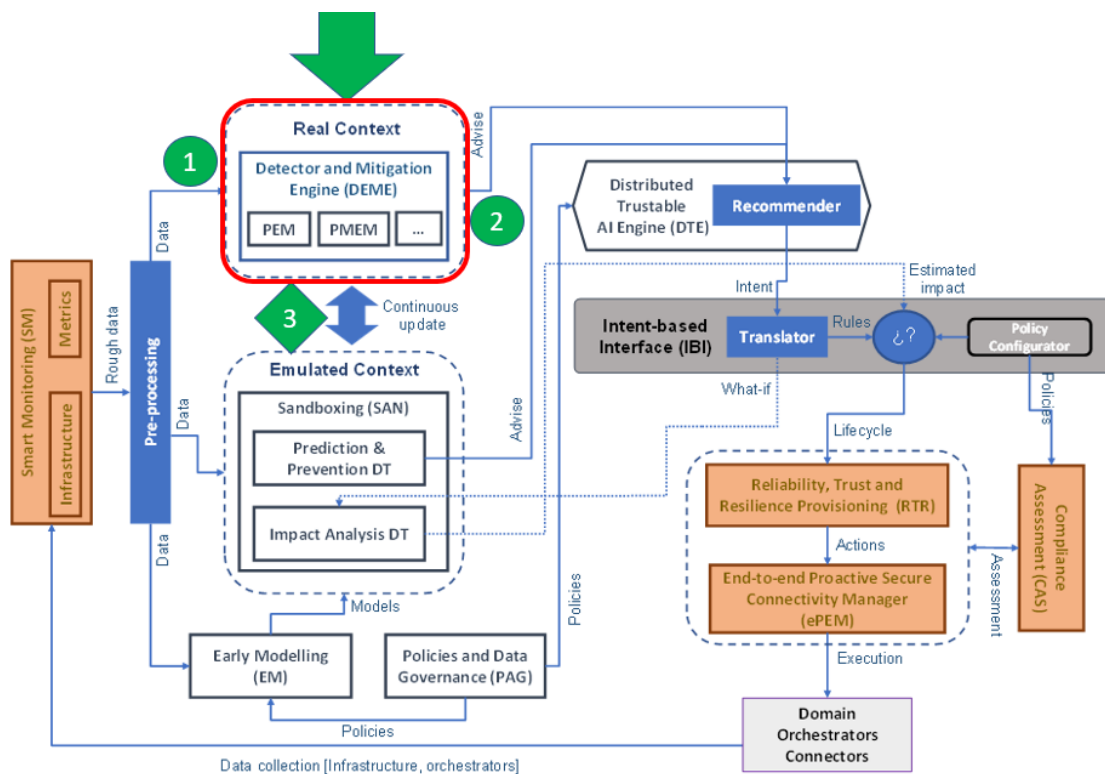 Real Context
1
Detector and Mitigation
Engine (DEME)
PEM
PMEM
...
2
Advise
Distributed
Trustable
AI Engine (DTE)
Recommender
Data
3
Continuous
update
Intent
Estimated
impact
Smart Monitoring (SM)
Metrics
Infrastructure
Rough data
Pre-processing
Intent-based
Interface (IBI)
Translator
Rules
¿?
Policy
Configurator
Emulated Context
What-if
Policies
Data
Sandboxing (SAN)
Advise
Prediction &
Prevention DT
Lifecycle
Impact Analysis DT
Reliability, Trust and
Resilience Provisioning (RTR)
Compliance
Assessment (CAS)
Actions
Assessment
Data
End-to-end Proactive Secure
Connectivity Manager
(ePEM)
Models
Policies
Early Modelling
(EM)
Policies and Data
Governance (PAG)
Execution
Policies
Domain
Orchestrators
Connectors
Data collection [Infrastructure, orchestrators]